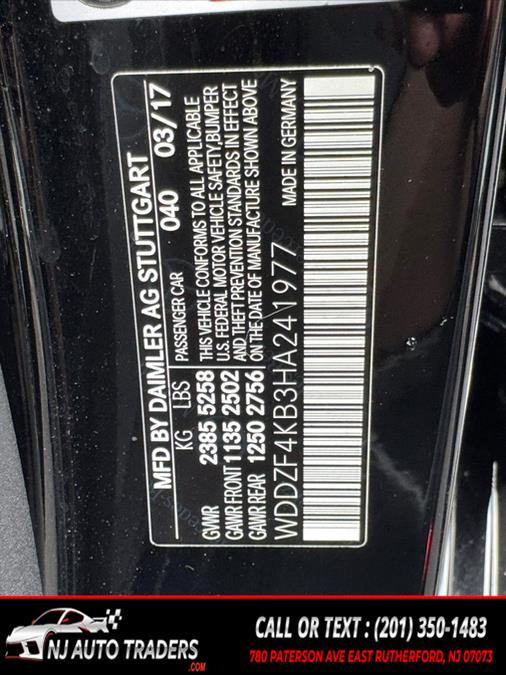 MFD BY DAIMLER AG STUTTGART
040 03/17
KG LBS
PASSENGER CAR
GVWR 2385 5258
GAWR FRONT 1135 2502
GAWR REAR 1250 2756
THIS VEHICLE CONFORMS TO ALL APPLICABLE
U.S. FEDERAL MOTOR VEHICLE SAFETY,BUMPER
AND THEFT PREVENTION STANDARDS IN EFFECT
ON THE DATE OF MANUFACTURE SHOWN ABOVE
WDDZF4KB3HA241977
MADE IN GERMANY
NJ AUTO TRADERS
.COM
CALL OR TEXT : (201) 350-1483
780 PATERSON AVE EAST RUTHERFORD, NJ 07073